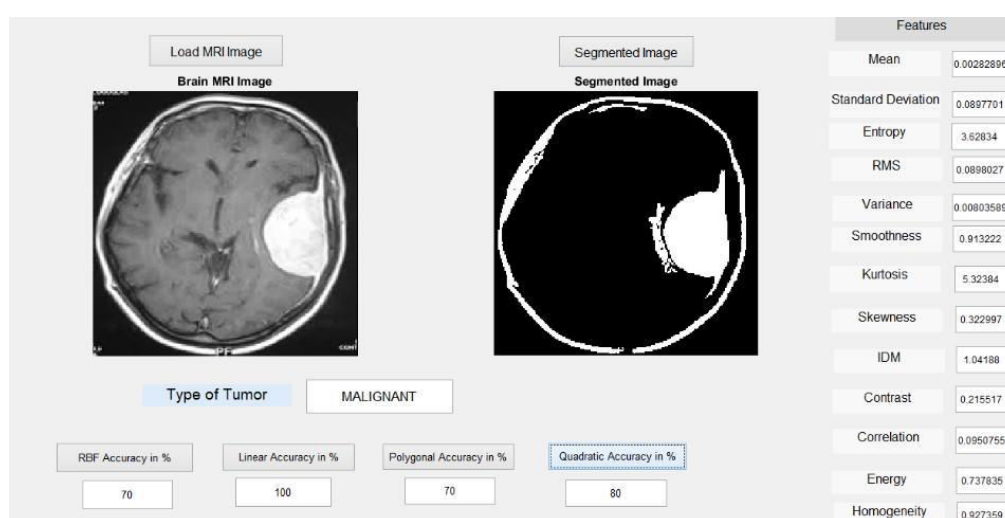 Load MRI Image
Segmented Image
Brain MRI Image
Segmented Image
PF
Type of Tumor
MALIGNANT
RBF Accuracy in %
Linear Accuracy in %
Polygonal Accuracy in %
Quadratic Accuracy in %
70
100
70
80
Features
Mean 0.00282896
Standard Deviation 0.0897701
Entropy 3.62834
RMS 0.0898027
Variance 0.00803589
Smoothness 0.913222
Kurtosis 5.32384
Skewness 0.322997
IDM 1.04188
Contrast 0.215517
Correlation 0.0950755
Energy 0.737835
Homogeneity 0.927359